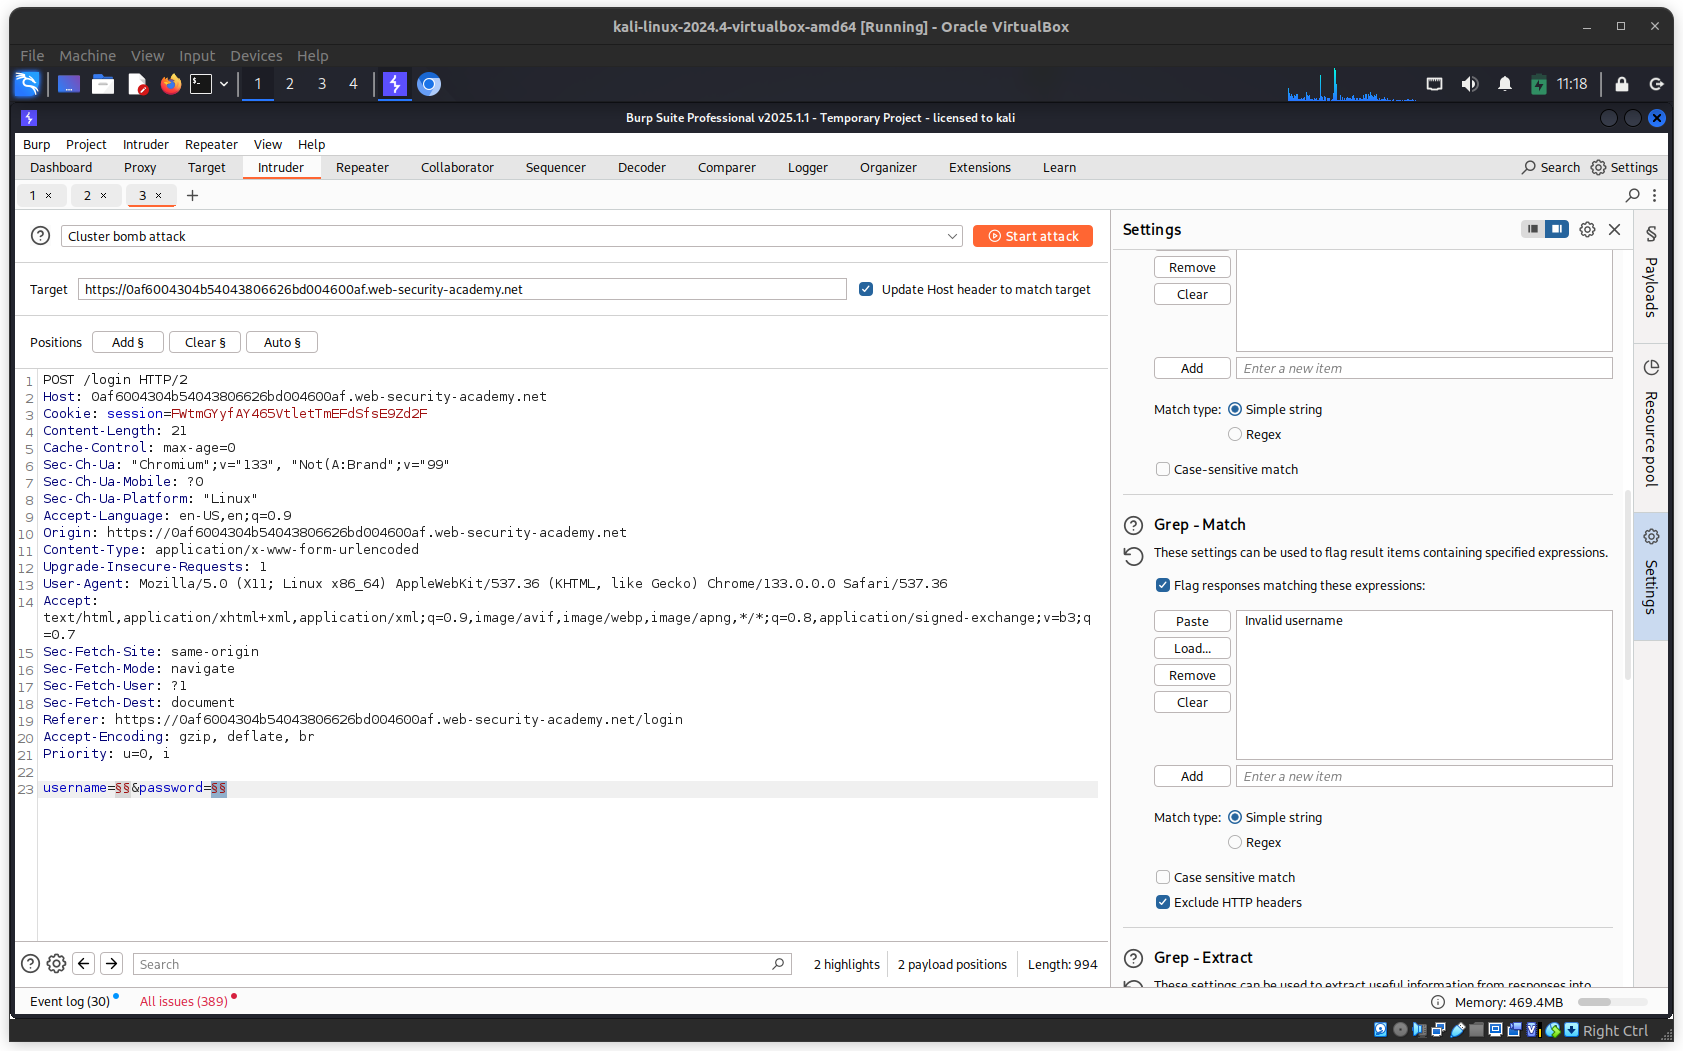 kali-linux-2024.4-virtualbox-amd64 [Running] - Oracle VirtualBox
File Machine View Input Devices Help
1 2 3 4 11:18
Burp Suite Professional v2025.1.1 - Temporary Project - licensed to kali
Burp Project Intruder Repeater View Help
Dashboard Proxy Target Intruder Repeater Collaborator Sequencer Decoder Comparer Logger Organizer Extensions Learn Search Settings
1 × 2 × 3 × +
Cluster bomb attack Start attack
Target https://0af6004304b54043806626bd004600af.web-security-academy.net Update Host header to match target
Positions Add § Clear § Auto §
1 POST /login HTTP/2
2 Host: 0af6004304b54043806626bd004600af.web-security-academy.net
3 Cookie: session=FWtmGYyfAY465VtletTmEFdSfsE9Zd2F
4 Content-Length: 21
5 Cache-Control: max-age=0
6 Sec-Ch-Ua: "Chromium";v="133", "Not(A:Brand";v="99"
7 Sec-Ch-Ua-Mobile: ?0
8 Sec-Ch-Ua-Platform: "Linux"
9 Accept-Language: en-US,en;q=0.9
10 Origin: https://0af6004304b54043806626bd004600af.web-security-academy.net
11 Content-Type: application/x-www-form-urlencoded
12 Upgrade-Insecure-Requests: 1
13 User-Agent: Mozilla/5.0 (X11; Linux x86_64) AppleWebKit/537.36 (KHTML, like Gecko) Chrome/133.0.0.0 Safari/537.36
14 Accept:
text/html,application/xhtml+xml,application/xml;q=0.9,image/avif,image/webp,image/apng,*/*;q=0.8,application/signed-exchange;v=b3;q
=0.7
15 Sec-Fetch-Site: same-origin
16 Sec-Fetch-Mode: navigate
17 Sec-Fetch-User: ?1
18 Sec-Fetch-Dest: document
19 Referer: https://0af6004304b54043806626bd004600af.web-security-academy.net/login
20 Accept-Encoding: gzip, deflate, br
21 Priority: u=0, i
22
23 username=§§&password=§§
Search 2 highlights 2 payload positions Length: 994
Settings
Remove
Clear
Add Enter a new item
Match type: Simple string
Regex
Case-sensitive match
Grep - Match
These settings can be used to flag result items containing specified expressions.
Flag responses matching these expressions:
Paste Invalid username
Load...
Remove
Clear
Add Enter a new item
Match type: Simple string
Regex
Case sensitive match
Exclude HTTP headers
Grep - Extract
These settings can be used to extract useful information from responses into
§ Payloads
Resource pool
Settings
Event log (30) All issues (389) Memory: 469.4MB
Right Ctrl